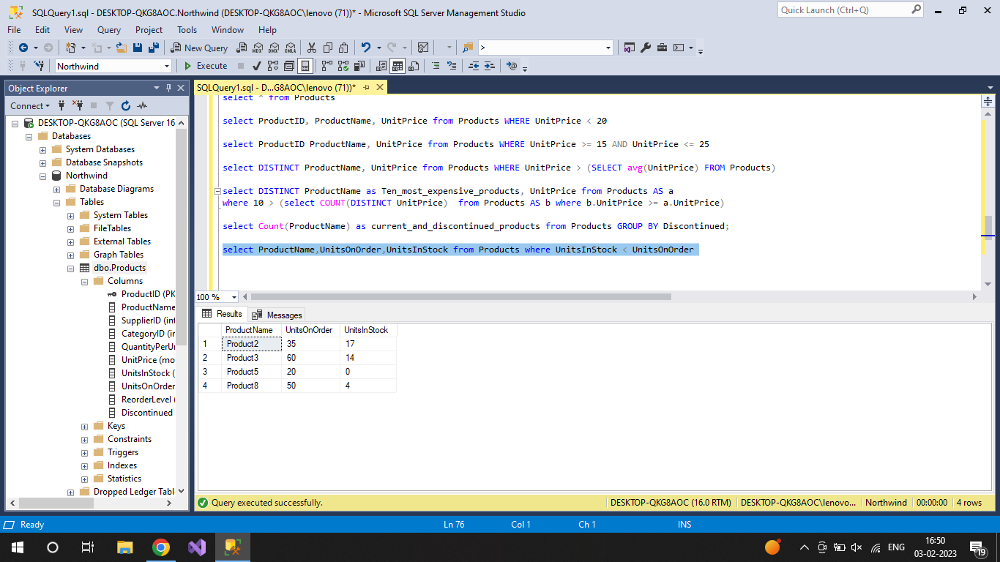 SQLQuery1.sql - DESKTOP-QKG8AOC.Northwind (DESKTOP-QKG8AOC\lenovo (71))* - Microsoft SQL Server Management Studio
Quick Launch (Ctrl+Q)
File Edit View Query Project Tools Window Help
New Query MDX DMX XMLA >
Northwind Execute
Object Explorer
Connect
DESKTOP-QKG8AOC (SQL Server 16
Databases
System Databases
Database Snapshots
Northwind
Database Diagrams
Tables
System Tables
FileTables
External Tables
Graph Tables
dbo.Products
Columns
ProductID (PK
ProductName
SupplierID (int
CategoryID (in
QuantityPerUn
UnitPrice (mo
UnitsInStock (
UnitsOnOrder
ReorderLevel (
Discontinued
Keys
Constraints
Triggers
Indexes
Statistics
Dropped Ledger Tabl
SQLQuery1.sql - D...G8AOC\lenovo (71))*
select * from Products
select ProductID, ProductName, UnitPrice from Products WHERE UnitPrice < 20
select ProductID ProductName, UnitPrice from Products WHERE UnitPrice >= 15 AND UnitPrice <= 25
select DISTINCT ProductName, UnitPrice from Products WHERE UnitPrice > (SELECT avg(UnitPrice) FROM Products)
select DISTINCT ProductName as Ten_most_expensive_products, UnitPrice from Products AS a
where 10 > (select COUNT(DISTINCT UnitPrice)  from Products AS b where b.UnitPrice >= a.UnitPrice)
select Count(ProductName) as current_and_discontinued_products from Products GROUP BY Discontinued;
select ProductName,UnitsOnOrder,UnitsInStock from Products where UnitsInStock < UnitsOnOrder
100 %
Results Messages
ProductName UnitsOnOrder UnitsInStock
1 Product2 35 17
2 Product3 60 14
3 Product5 20 0
4 Product8 50 4
Query executed successfully. DESKTOP-QKG8AOC (16.0 RTM) DESKTOP-QKG8AOC\lenovo... Northwind 00:00:00 4 rows
Ready Ln 76 Col 1 Ch 1 INS
ENG 16:50
03-02-2023 19